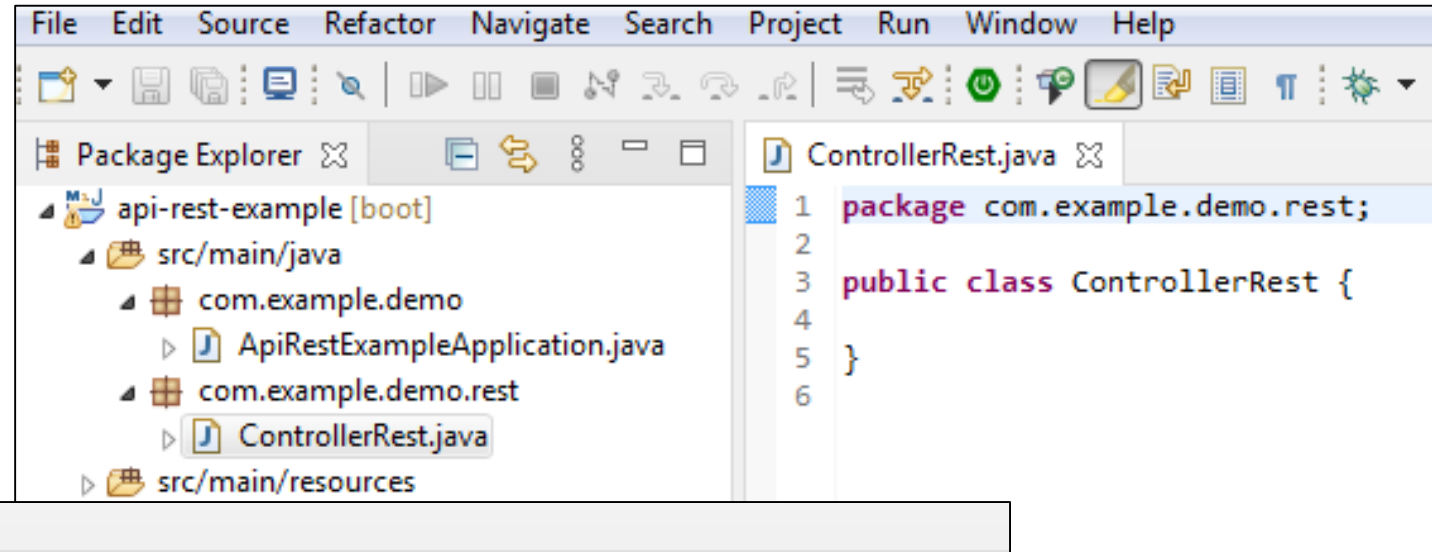 File Edit Source Refactor Navigate Search Project Run Window Help
Package Explorer
api-rest-example [boot]
src/main/java
com.example.demo
ApiRestExampleApplication.java
com.example.demo.rest
ControllerRest.java
src/main/resources
ControllerRest.java
1 package com.example.demo.rest;
2
3 public class ControllerRest {
4
5 }
6